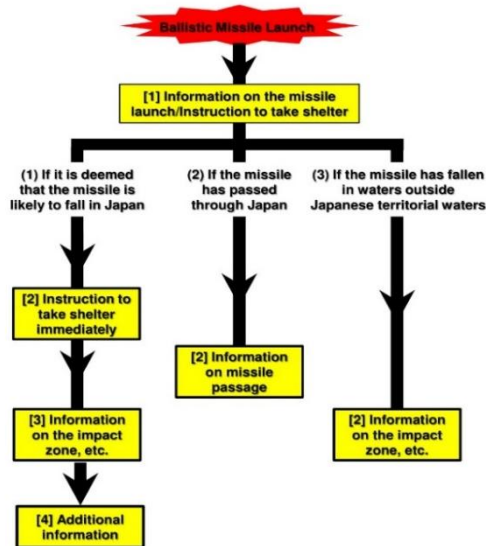 Ballistic Missile Launch
[1] Information on the missile
launch/Instruction to take shelter
(1) If it is deemed
that the missile is
likely to fall in Japan
(2) If the missile
has passed
through Japan
(3) If the missile has fallen
in waters outside
Japanese territorial waters
[2] Instruction to
take shelter
immediately
[2] Information
on missile
passage
[3] Information
on the impact
zone, etc.
[2] Information
on the impact
zone, etc.
[4] Additional
information